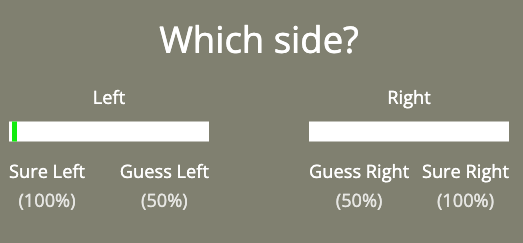 Which side?
Left Right
Sure Left Guess Left Guess Right Sure Right
(100%) (50%) (50%) (100%)